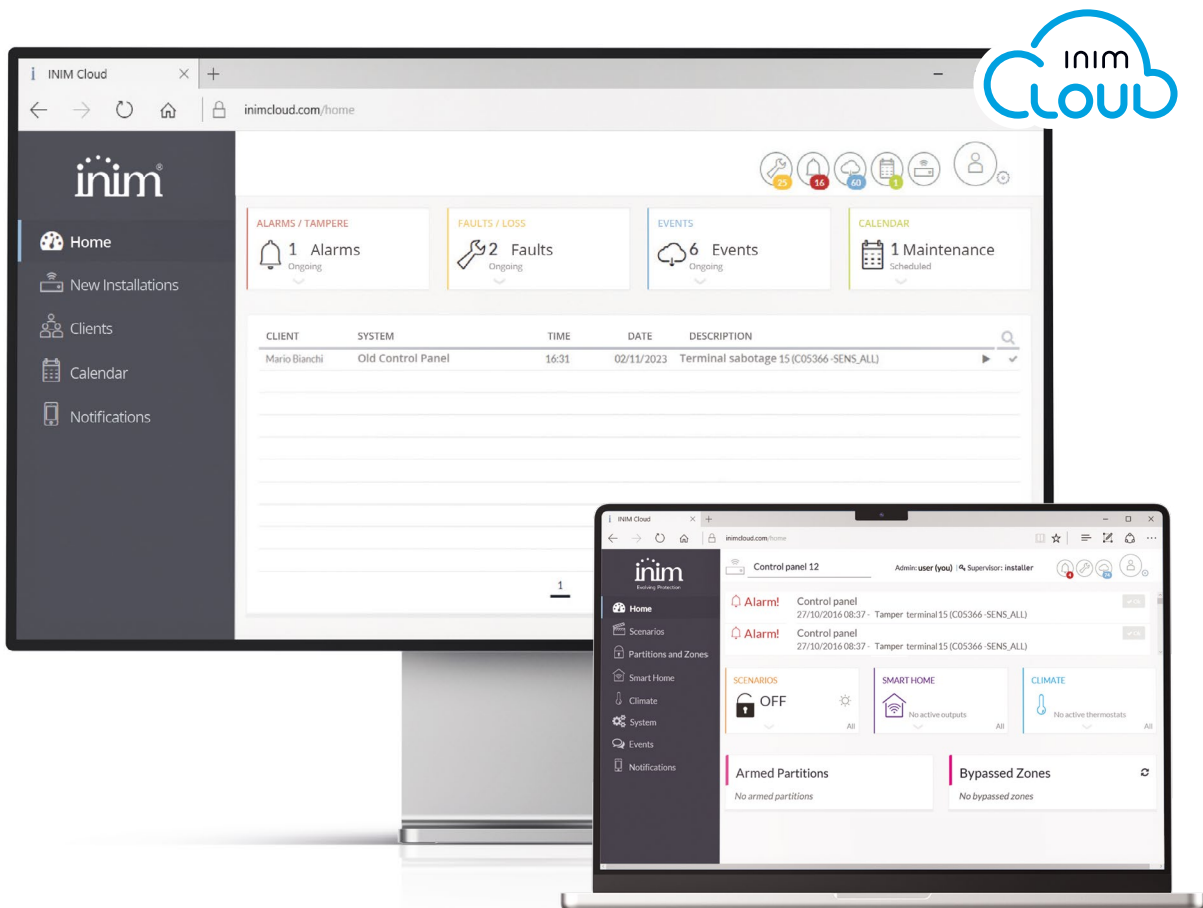 inim
CLOUD
INIM Cloud
inimcloud.com/home
inim®
25 16 60 1
ALARMS / TAMPERE FAULTS / LOSS EVENTS CALENDAR
1 Alarms 2 Faults 6 Events 1 Maintenance
Ongoing Ongoing Ongoing Scheduled
Home
New Installations
Clients
Calendar
Notifications
CLIENT SYSTEM TIME DATE DESCRIPTION
Mario Bianchi Old Control Panel 16:31 02/11/2023 Terminal sabotage 15 (C05366 -SENS_ALL)
1
INIM Cloud
inimcloud.com/home
inim
Evolving Protection
Control panel 12 Admin: user (you) Supervisor: installer
Home
Scenarios
Partitions and Zones
Smart Home
Climate
System
Events
Notifications
Alarm! Control panel
27/10/2016 08:37 - Tamper terminal 15 (C05366 -SENS_ALL)
Alarm! Control panel
27/10/2016 08:37 - Tamper terminal 15 (C05366 -SENS_ALL)
SCENARIOS SMART HOME CLIMATE
OFF No active outputs No active thermostats
All All All
Armed Partitions Bypassed Zones
No armed partitions No bypassed zones